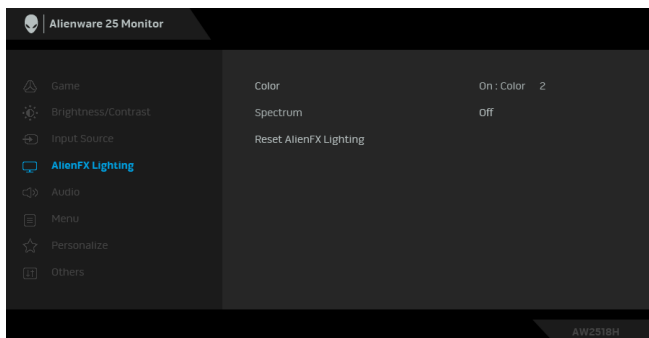 Alienware 25 Monitor
Game
Color On : Color 2
Brightness/Contrast
Spectrum Off
Input Source
Reset AlienFX Lighting
AlienFX Lighting
Audio
Menu
Personalize
Others
AW2518H